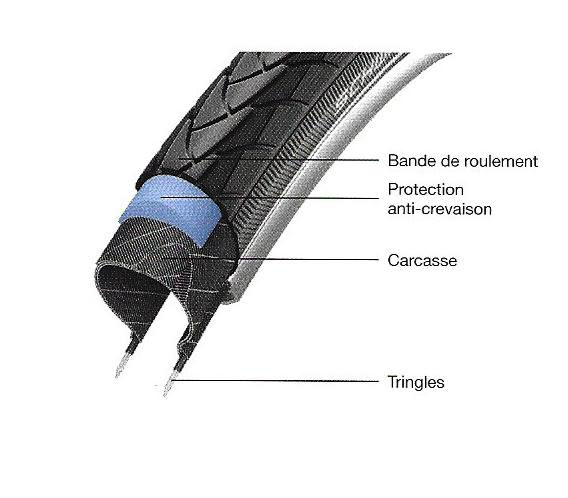 Bande de roulement
Protection
anti-crevaison
Carcasse
Tringles